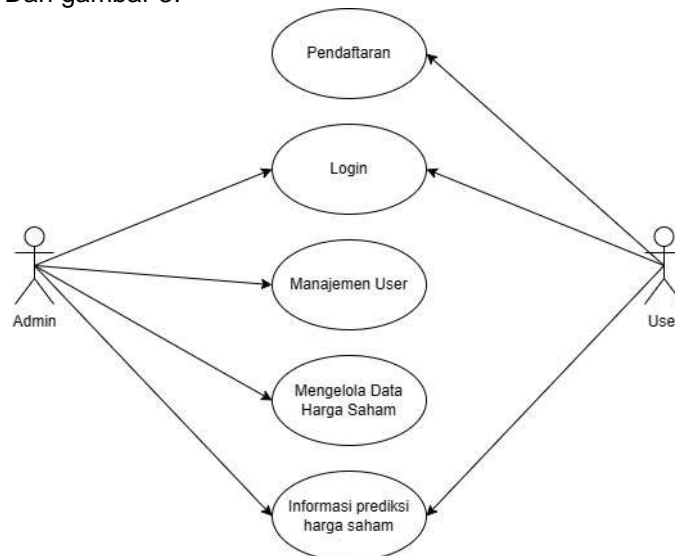 Pendaftaran
Login
Manajemen User
Admin
Mengelola Data
Harga Saham
Informasi prediksi
harga saham